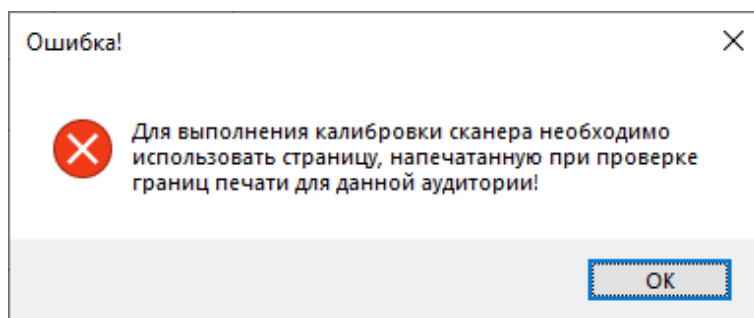 Ошибка!
Для выполнения калибровки сканера необходимо
использовать страницу, напечатанную при проверке
границ печати для данной аудитории!
OK